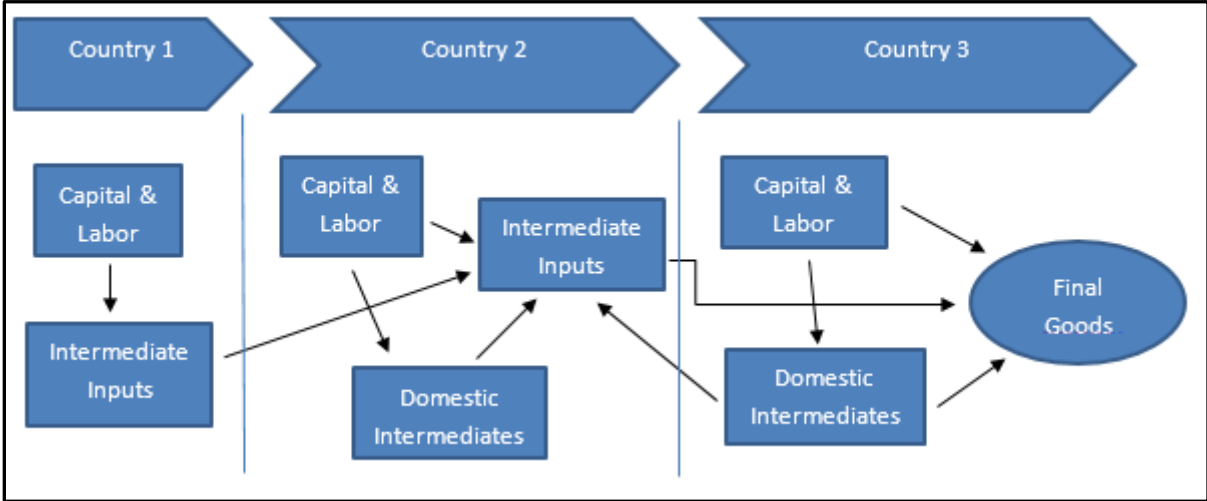 Country 1
Country 2
Country 3
Capital &
Labor
Intermediate
Inputs
Capital &
Labor
Intermediate
Inputs
Domestic
Intermediates
Capital &
Labor
Domestic
Intermediates
Final
Goods